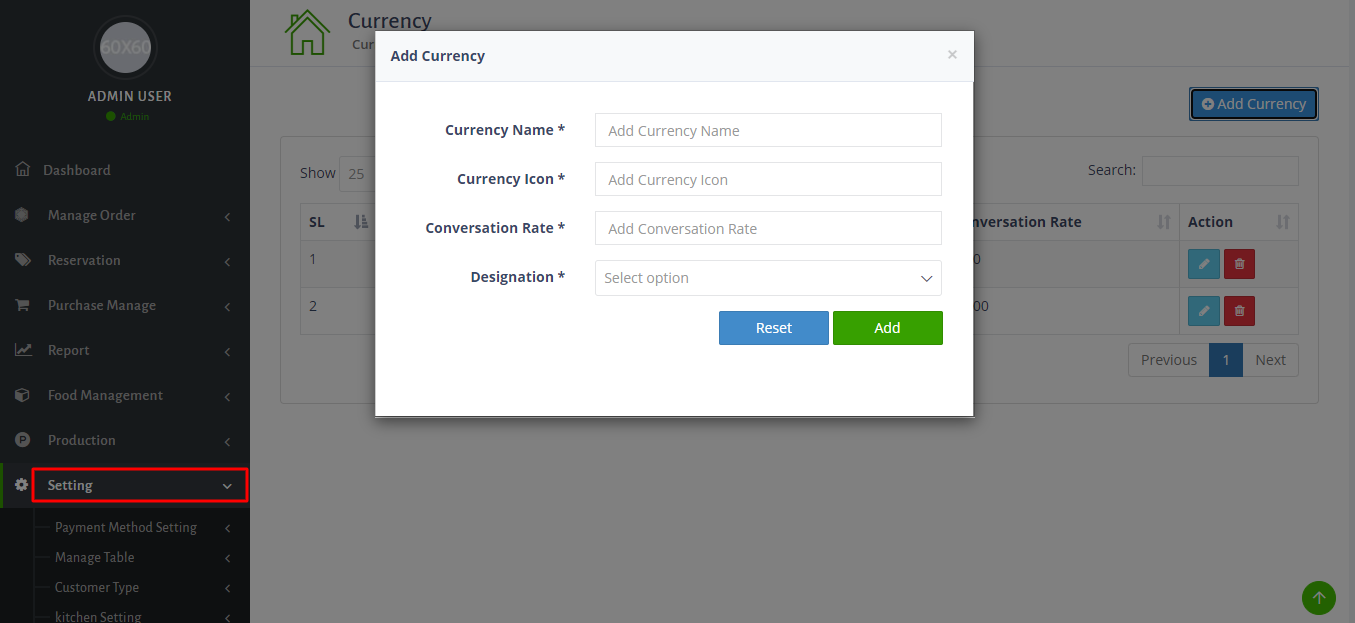 60X60
ADMIN USER
Admin
Dashboard
Manage Order
Reservation
Purchase Manage
Report
Food Management
Production
Setting
Payment Method Setting
Manage Table
Customer Type
kitchen Setting
Currency
Cur
Add Currency
Add Currency
×
Currency Name *
Add Currency Name
Currency Icon *
Add Currency Icon
Conversation Rate *
Add Conversation Rate
Designation *
Select option
Reset Add
Show 25
Search:
SL
nversation Rate
Action
1
0
2
00
Previous 1 Next